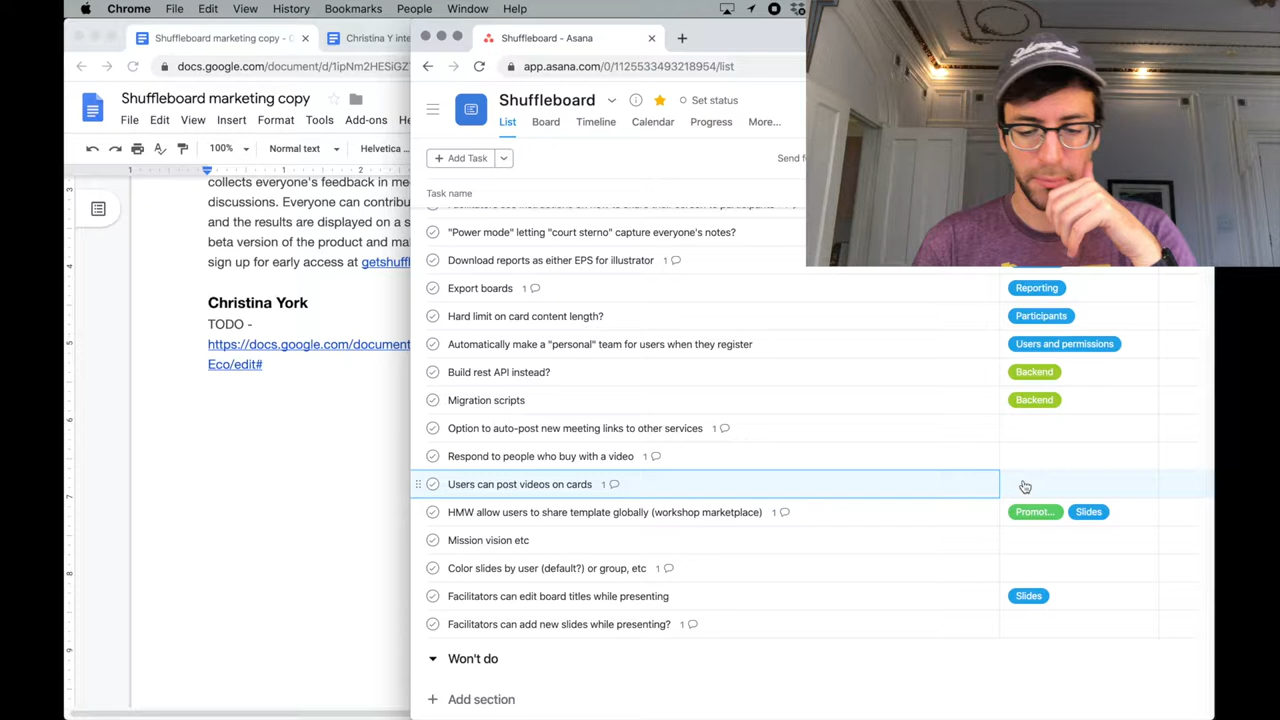 Chrome File Edit View History Bookmarks People Window Help
Shuffleboard marketing copy -
Christina Y
Shuffleboard - Asana
docs.google.com/document/d/1ipNm2HESiGZ
app.asana.com/0/1125533493218954/list
Shuffleboard marketing copy
File Edit View Insert Format Tools Add-ons
Shuffleboard
Set status
List Board Timeline Calendar Progress More...
100% Normal text Helvetica ...
+ Add Task
Task name
collects everyone's feedback in
discussions. Everyone can
and the results are displayed on a
beta version of the product and
sign up for early access at
Christina York
TODO -
https://docs.google.com/document
Eco/edit#
"Power mode" letting "court sterno" capture everyone's notes?
Download reports as either EPS for illustrator 1
Export boards 1 Reporting
Hard limit on card content length? Participants
Automatically make a "personal" team for users when they register Users and permissions
Build rest API instead? Backend
Migration scripts Backend
Option to auto-post new meeting links to other services 1
Respond to people who buy with a video 1
Users can post videos on cards 1
HMW allow users to share template globally (workshop marketplace) 1 Promot... Slides
Mission vision etc
Color slides by user (default?) or group, etc 1
Facilitators can edit board titles while presenting Slides
Facilitators can add new slides while presenting? 1
Won't do
+ Add section